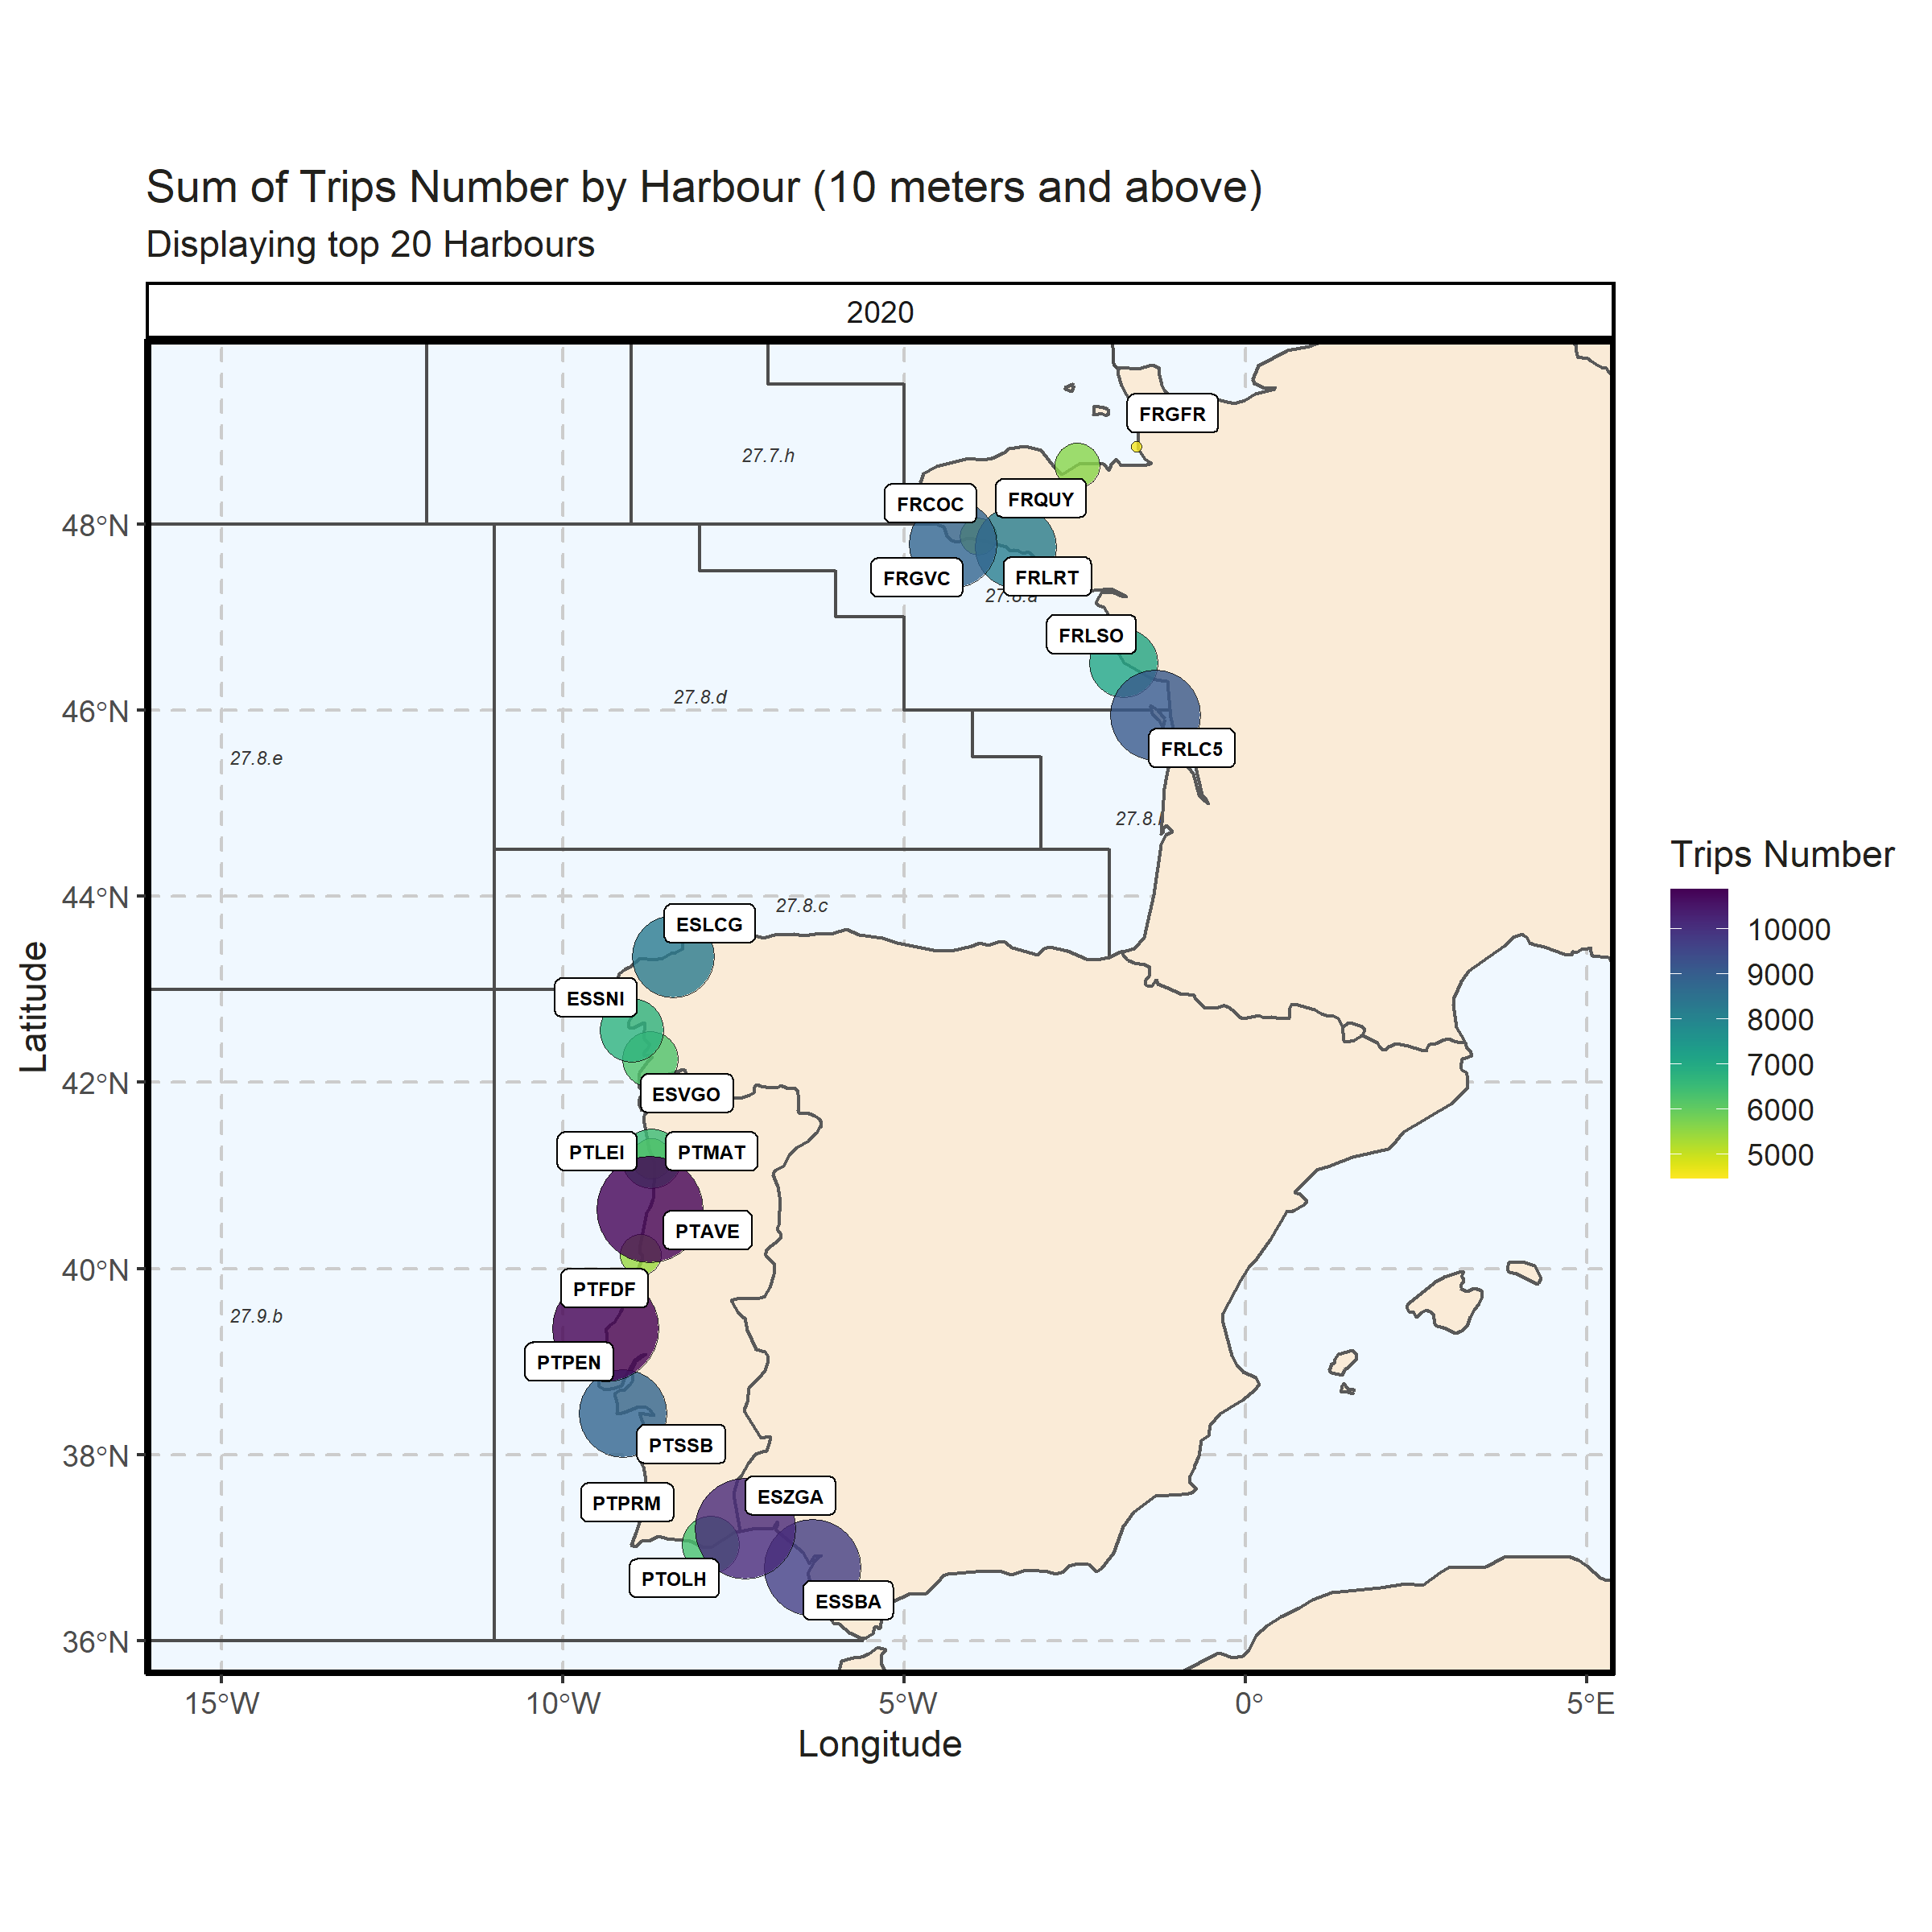 Sum of Trips Number by Harbour (10 meters and above)
Displaying top 20 Harbours
2020
FRGFR
27.7.h
FRCOC
FRQUY
48°N
FRGVC
FRLRT
FRLSO
27.8.d
46°N
FRLC5
27.8.e
Trips Number
44°N
27.8.c
ESLCG
10000
9000
ESSNI
8000
Latitude
7000
42°N
ESVGO
6000
PTLEI
PTMAT
5000
PTAVE
40°N
PTFDF
27.9.b
PTPEN
PTSSB
38°N
ESZGA
PTPRM
PTOLH
ESSBA
36°N
15°W
10°W
5°W
0°
5°E
Longitude